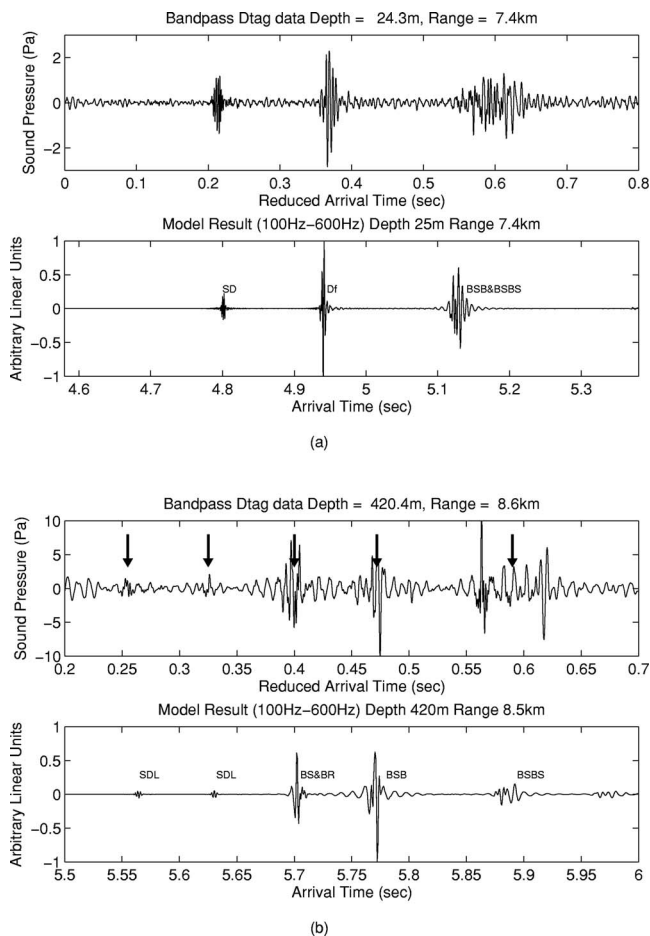 Bandpass Dtag data Depth = 24.3m, Range = 7.4km
Sound Pressure (Pa)
2
0
−2
0 0.1 0.2 0.3 0.4 0.5 0.6 0.7 0.8
Reduced Arrival Time (sec)
Model Result (100Hz−600Hz) Depth 25m Range 7.4km
Arbitrary Linear Units
1
0.5
0
−0.5
−1
SD Df BSB&BSBS
4.6 4.7 4.8 4.9 5 5.1 5.2 5.3
Arrival Time (sec)
(a)
Bandpass Dtag data Depth = 420.4m, Range = 8.6km
Sound Pressure (Pa)
10
5
0
−5
−10
0.2 0.25 0.3 0.35 0.4 0.45 0.5 0.55 0.6 0.65 0.7
Reduced Arrival Time (sec)
Model Result (100Hz−600Hz) Depth 420m Range 8.5km
Arbitrary Linear Units
1
0.5
0
−0.5
−1
SDL SDL BS&BR BSB BSBS
5.5 5.55 5.6 5.65 5.7 5.75 5.8 5.85 5.9 5.95 6
Arrival Time (sec)
(b)